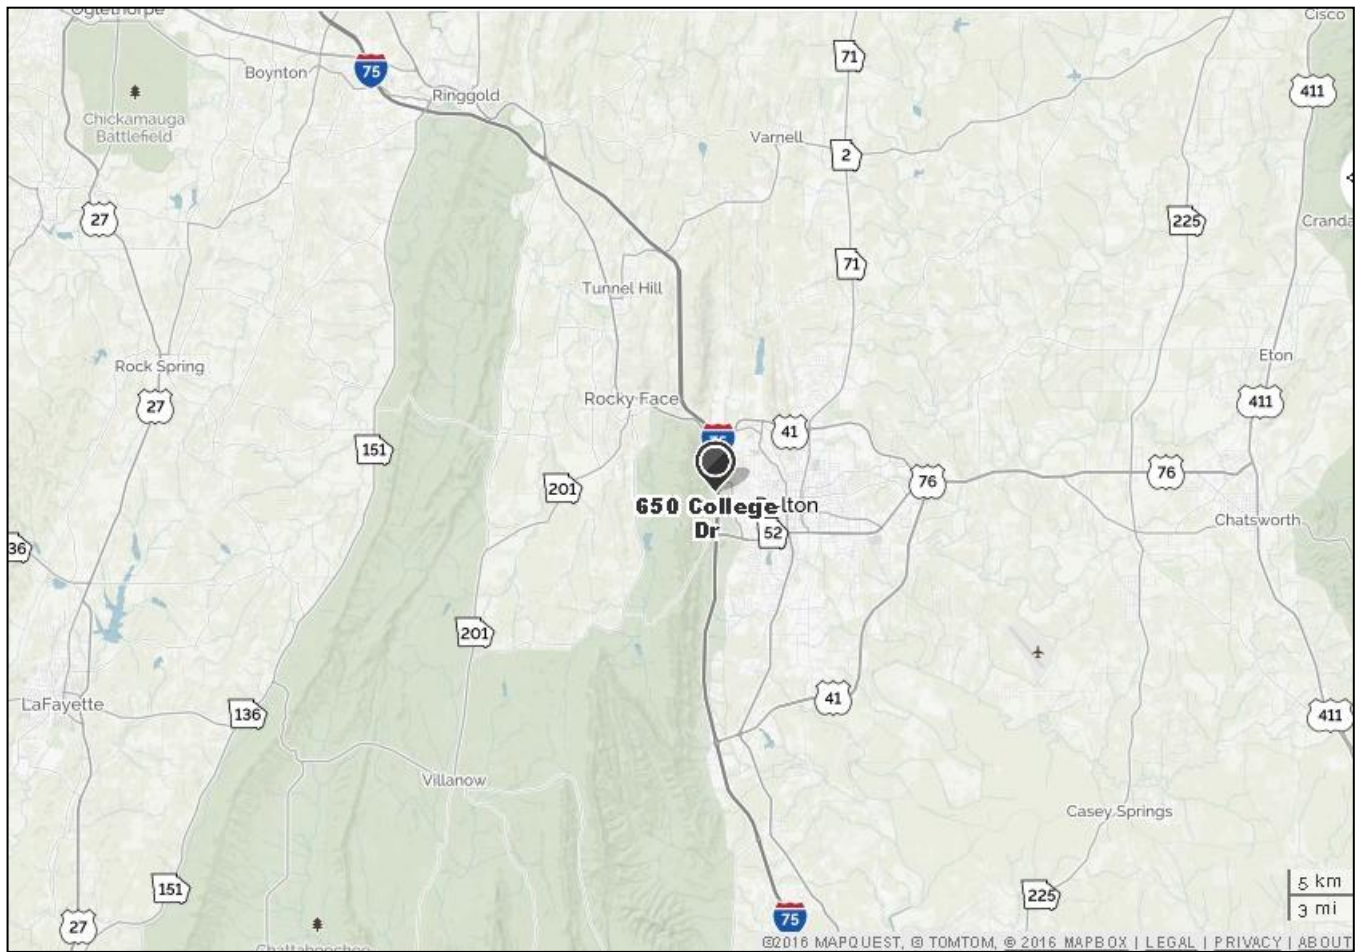 Oglethorpe
Cisco
71
75
Boynton
Ringgold
411
Chickamauga
Battlefield
Varnell
2
27
225
Cranda
71
Tunnel Hill
Rock Spring
Eton
Rocky Face
27
411
41
151
75
76
76
201
650 College
Dr
Dalton
52
Chatsworth
36
201
LaFayette
136
41
411
Villanow
Casey Springs
151
225
5 km
3 mi
27
75
Chattahoochee
©2016 MAPQUEST, © TOMTOM, © 2016 MAPBOX | LEGAL | PRIVACY | ABOUT